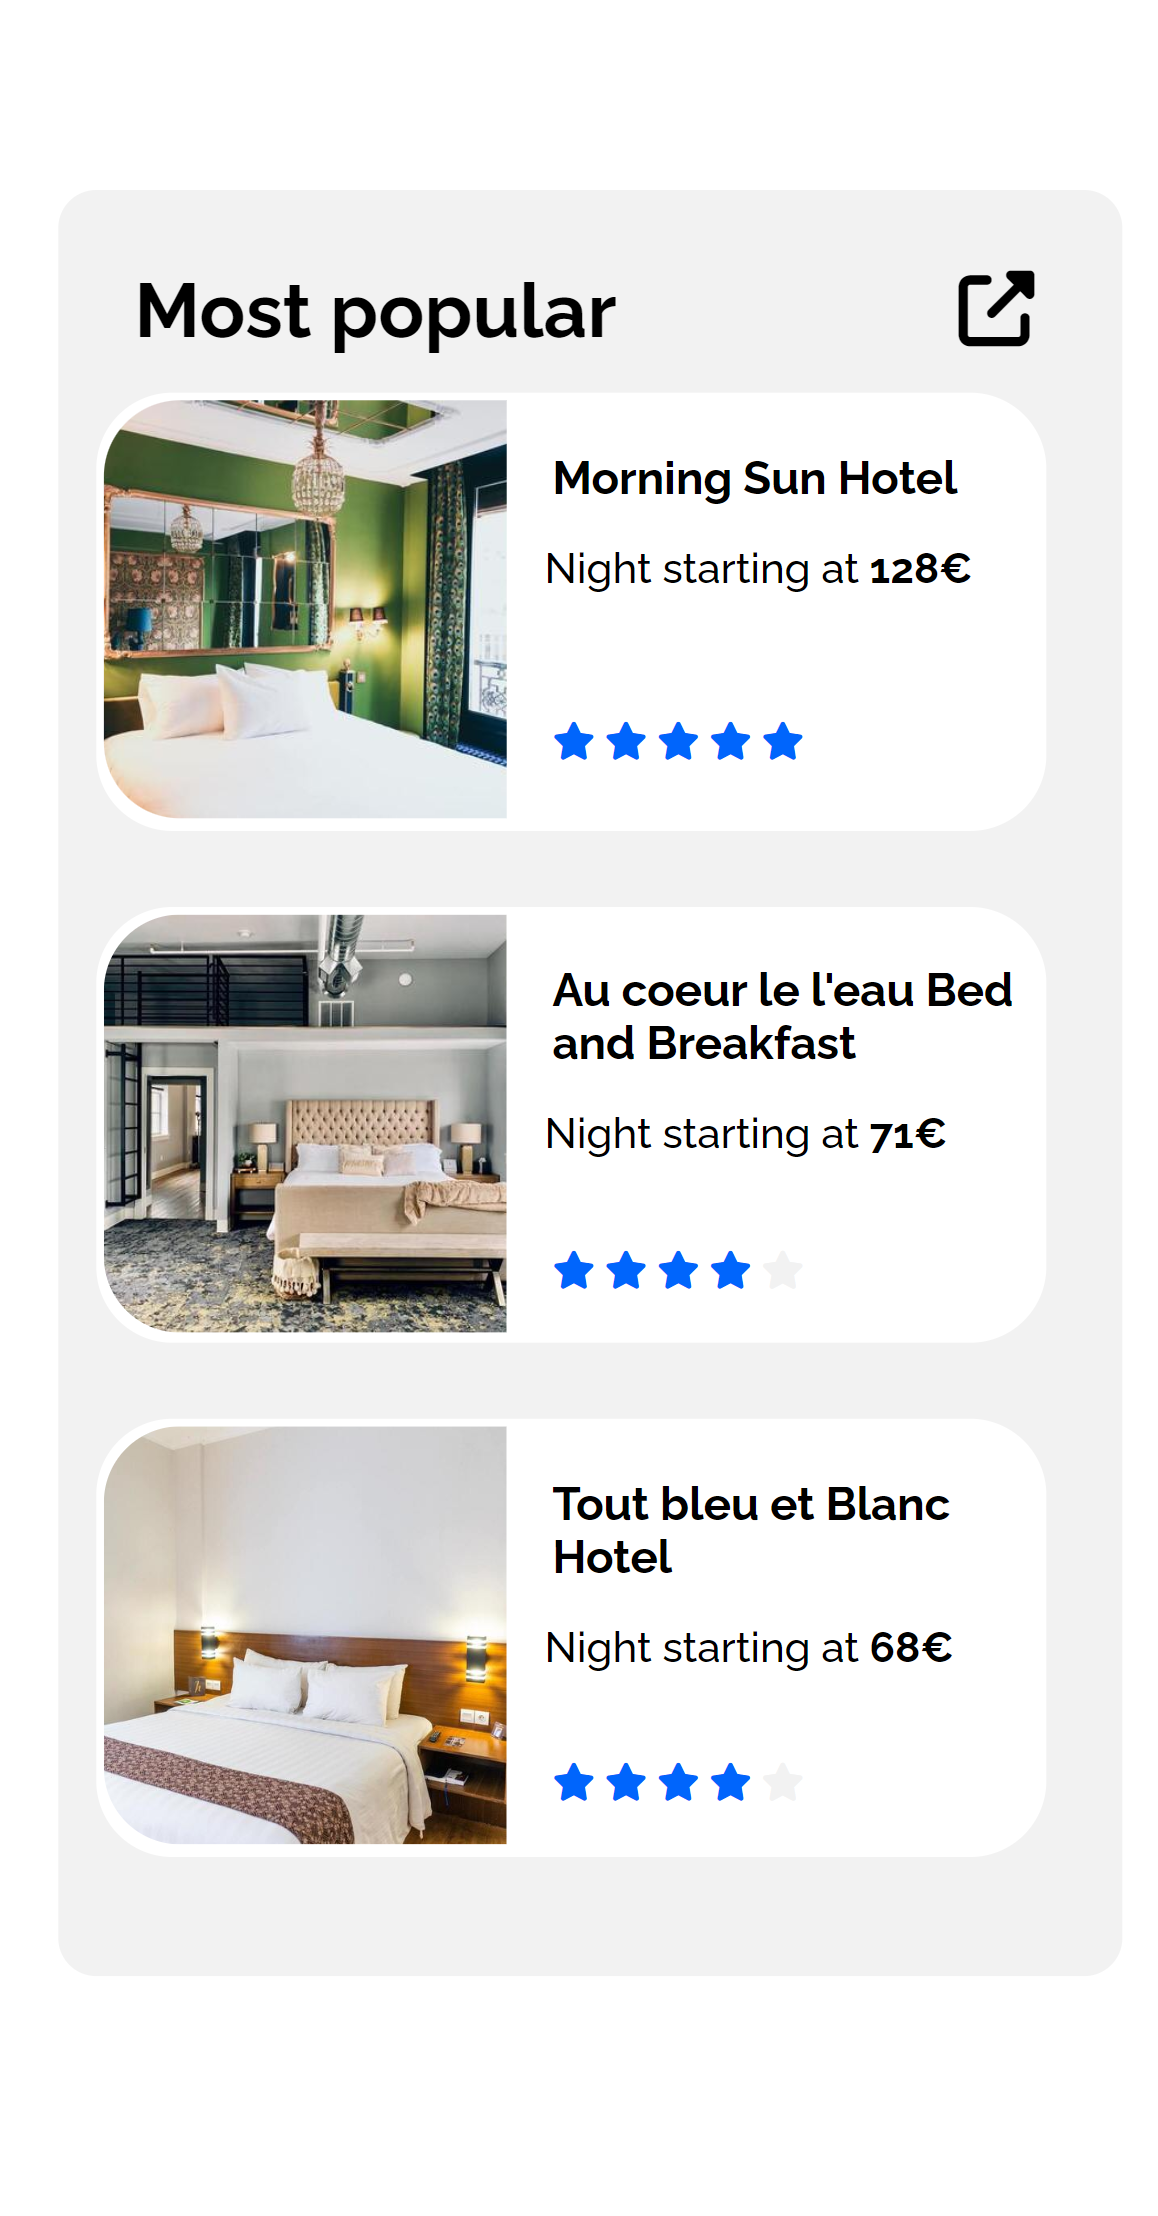 Most popular
Morning Sun Hotel
Night starting at 128€
Au coeur le l'eau Bed
and Breakfast
Night starting at 71€
Tout bleu et Blanc
Hotel
Night starting at 68€